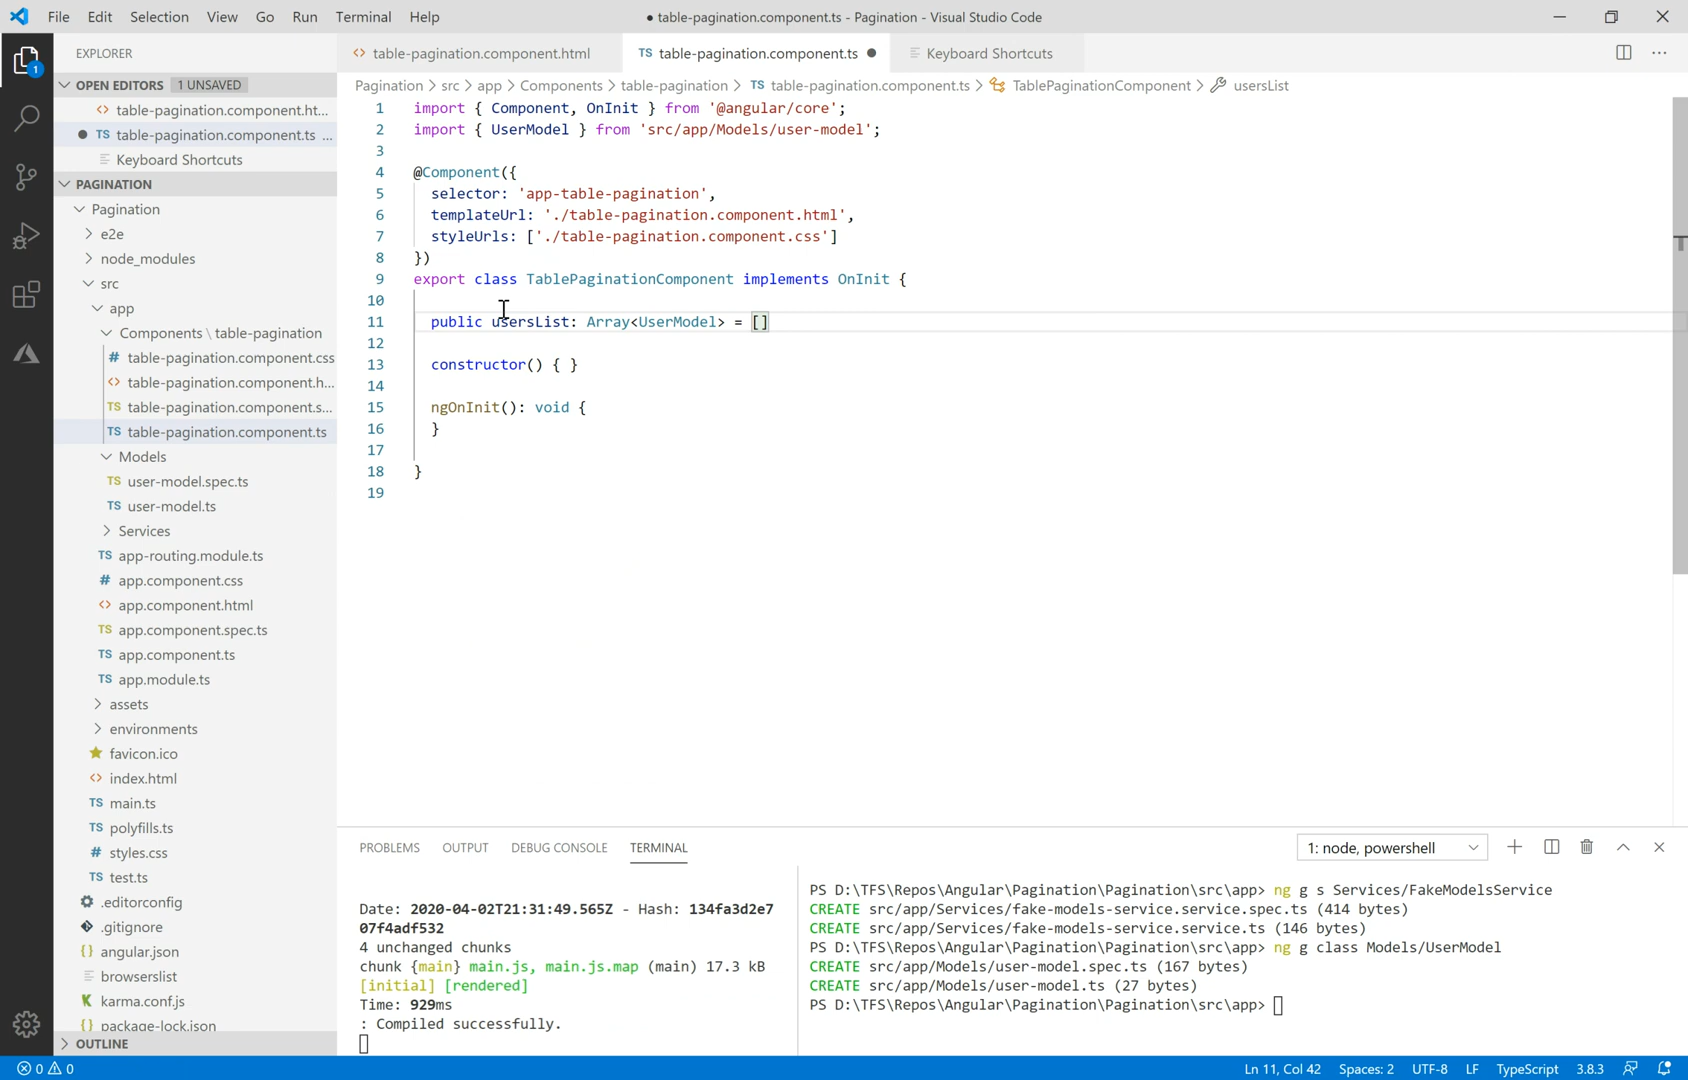 File Edit Selection View Go Run Terminal Help
● table-pagination.component.ts - Pagination - Visual Studio Code
EXPLORER
OPEN EDITORS 1 UNSAVED
<> table-pagination.component.ht...
● TS table-pagination.component.ts ...
Keyboard Shortcuts
PAGINATION
Pagination
e2e
node_modules
src
app
Components \ table-pagination
# table-pagination.component.css
<> table-pagination.component.h...
TS table-pagination.component.s...
TS table-pagination.component.ts
Models
TS user-model.spec.ts
TS user-model.ts
Services
TS app-routing.module.ts
# app.component.css
<> app.component.html
TS app.component.spec.ts
TS app.component.ts
TS app.module.ts
assets
environments
favicon.ico
<> index.html
TS main.ts
TS polyfills.ts
# styles.css
TS test.ts
.editorconfig
.gitignore
{} angular.json
browserslist
karma.conf.js
{} package-lock.json
OUTLINE
1
<> table-pagination.component.html
TS table-pagination.component.ts ●
Keyboard Shortcuts
Pagination > src > app > Components > table-pagination > TS table-pagination.component.ts > TablePaginationComponent > usersList
1 import { Component, OnInit } from '@angular/core';
2 import { UserModel } from 'src/app/Models/user-model';
3
4 @Component({
5 selector: 'app-table-pagination',
6 templateUrl: './table-pagination.component.html',
7 styleUrls: ['./table-pagination.component.css']
8 })
9 export class TablePaginationComponent implements OnInit {
10
11 public usersList: Array<UserModel> = []
12
13 constructor() { }
14
15 ngOnInit(): void {
16 }
17
18 }
19
PROBLEMS OUTPUT DEBUG CONSOLE TERMINAL
1: node, powershell
Date: 2020-04-02T21:31:49.565Z - Hash: 134fa3d2e7
07f4adf532
4 unchanged chunks
chunk {main} main.js, main.js.map (main) 17.3 kB
[initial] [rendered]
Time: 929ms
: Compiled successfully.
PS D:\TFS\Repos\Angular\Pagination\Pagination\src\app> ng g s Services/FakeModelsService
CREATE src/app/Services/fake-models-service.service.spec.ts (414 bytes)
CREATE src/app/Services/fake-models-service.service.ts (146 bytes)
PS D:\TFS\Repos\Angular\Pagination\Pagination\src\app> ng g class Models/UserModel
CREATE src/app/Models/user-model.spec.ts (167 bytes)
CREATE src/app/Models/user-model.ts (27 bytes)
PS D:\TFS\Repos\Angular\Pagination\Pagination\src\app>
0 0
Ln 11, Col 42 Spaces: 2 UTF-8 LF TypeScript 3.8.3